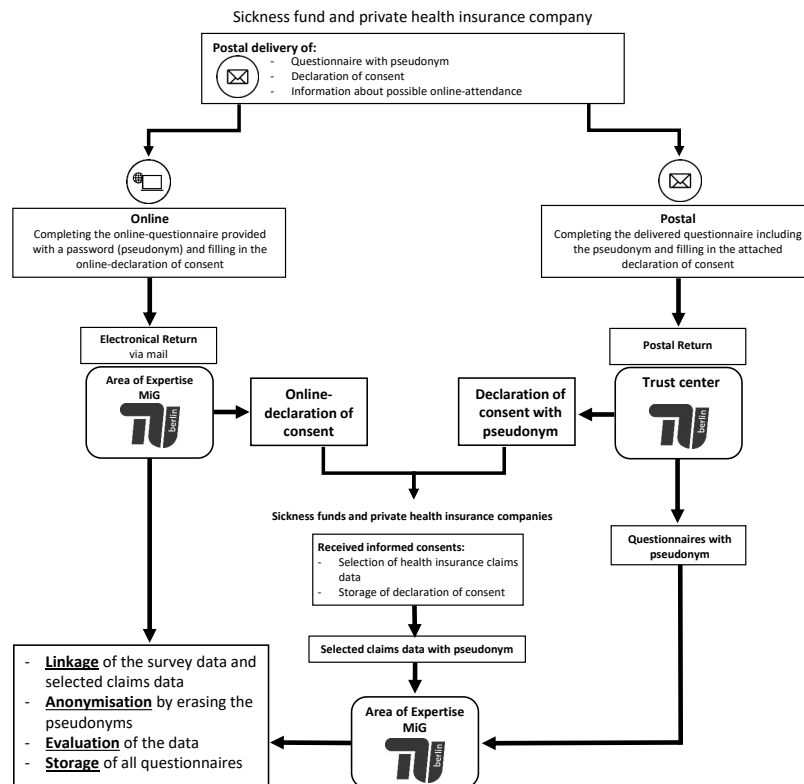 Sickness fund and private health insurance company
Postal delivery of:
- Questionnaire with pseudonym
- Declaration of consent
- Information about possible online-attendance
Online
Completing the online-questionnaire provided
with a password (pseudonym) and filling in the
online-declaration of consent
Postal
Completing the delivered questionnaire including
the pseudonym and filling in the attached
declaration of consent
Electronical Return
via mail
Postal Return
Area of Expertise
MiG
berlin
Online-
declaration of
consent
Declaration of
consent with
pseudonym
Trust center
berlin
Sickness funds and private health insurance companies
Received informed consents:
- Selection of health insurance claims
data
- Storage of declaration of consent
Questionnaires with
pseudonym
Selected claims data with pseudonym
- Linkage of the survey data and
selected claims data
- Anonymisation by erasing the
pseudonyms
- Evaluation of the data
- Storage of all questionnaires
Area of Expertise
MiG
berlin